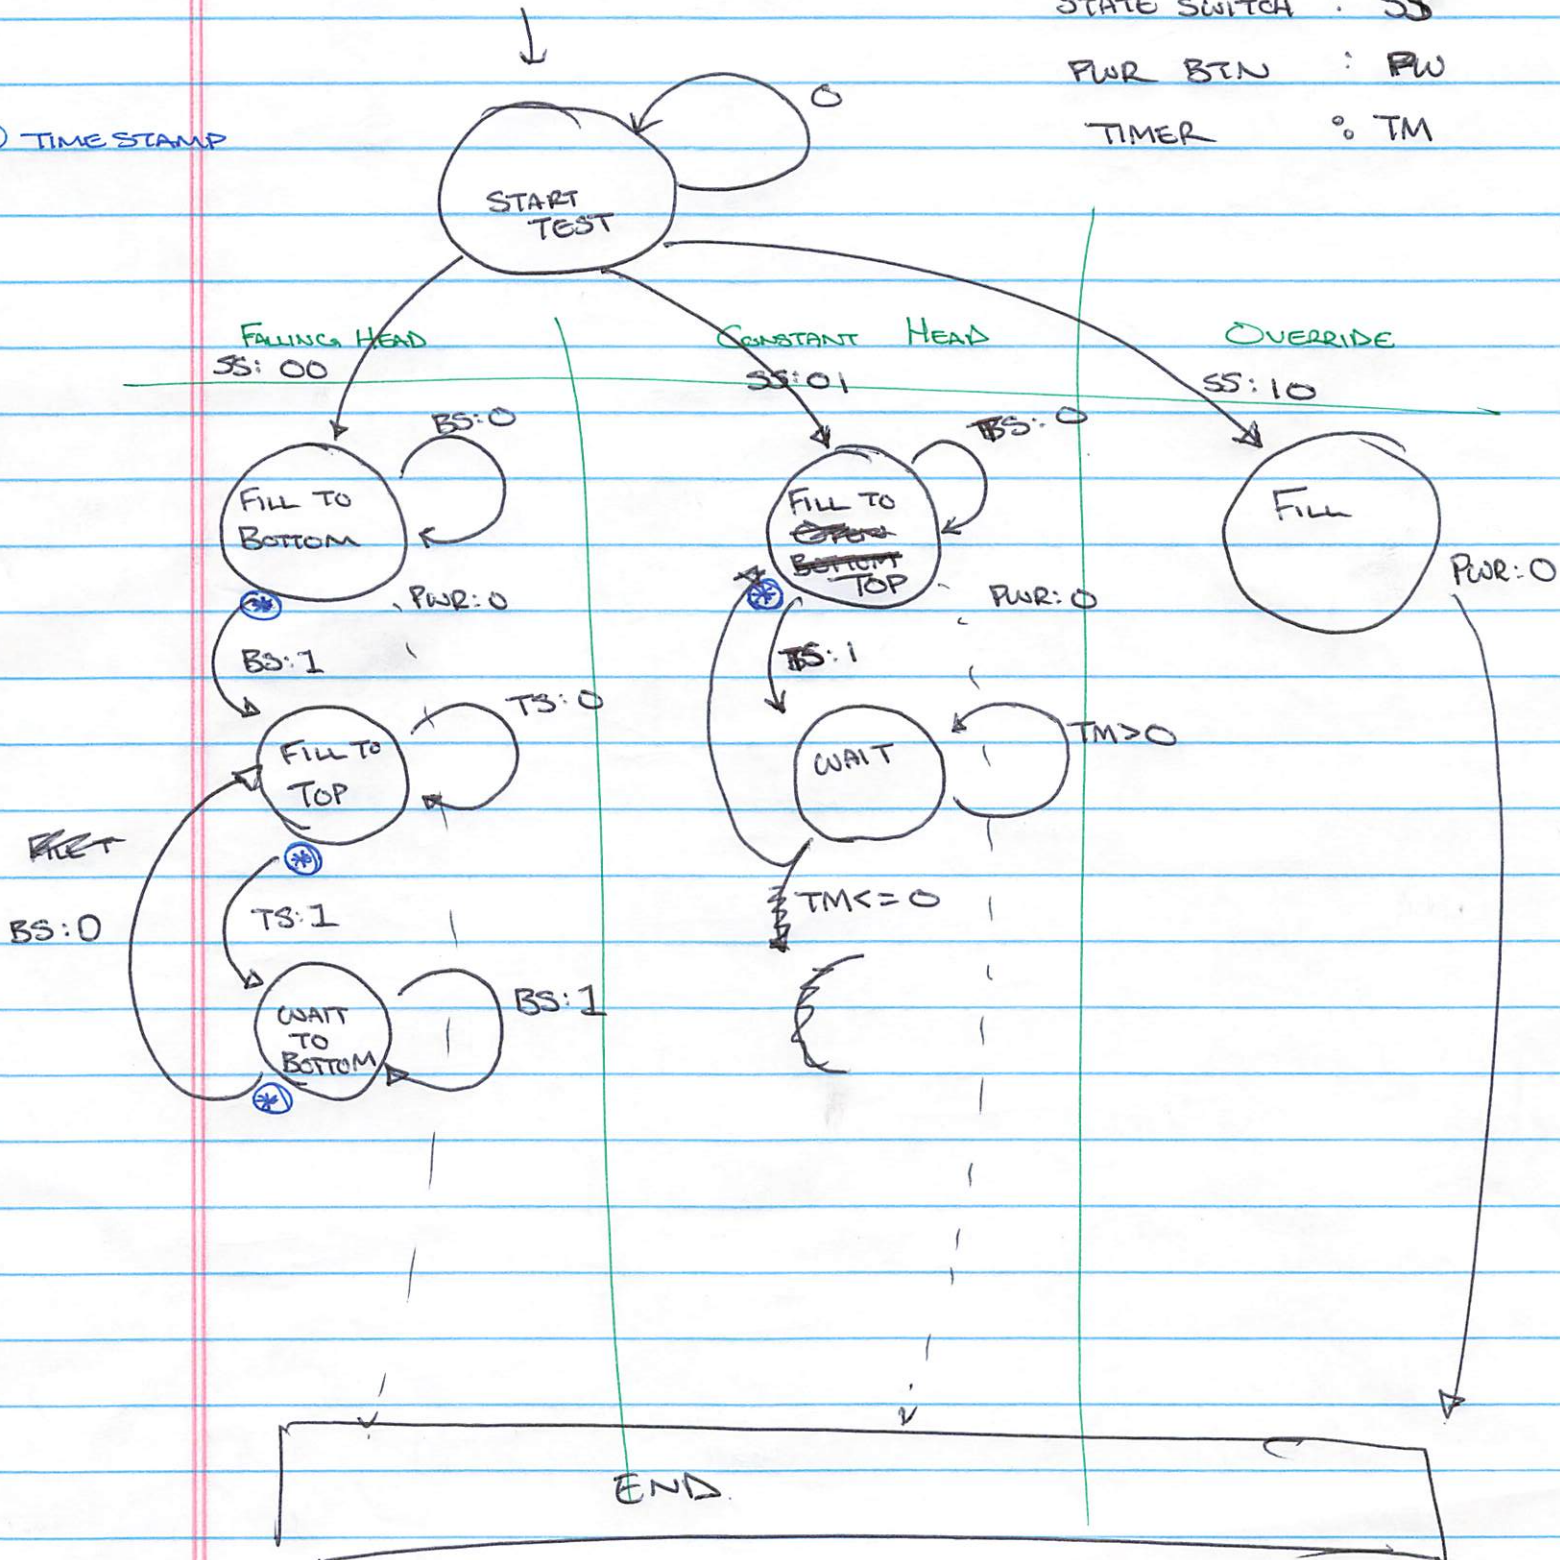 STATE SWITCH : SS
PWR BTN : PW
TIMER : TM
TIMESTAMP
0
START
TEST
FALLING HEAD
CONSTANT HEAD
OVERRIDE
SS: 00
SS:01
SS:10
BS:0
BS:0
FILL TO
BOTTOM
FILL TO
BOTTOM
TOP
FILL
PWR:0
PWR:0
PWR:0
BS:1
TS:1
TS:0
FILL TO
TOP
WAIT
TM>0
BS:0
TS:1
TM<=0
WAIT
TO
BOTTOM
BS:1
END.